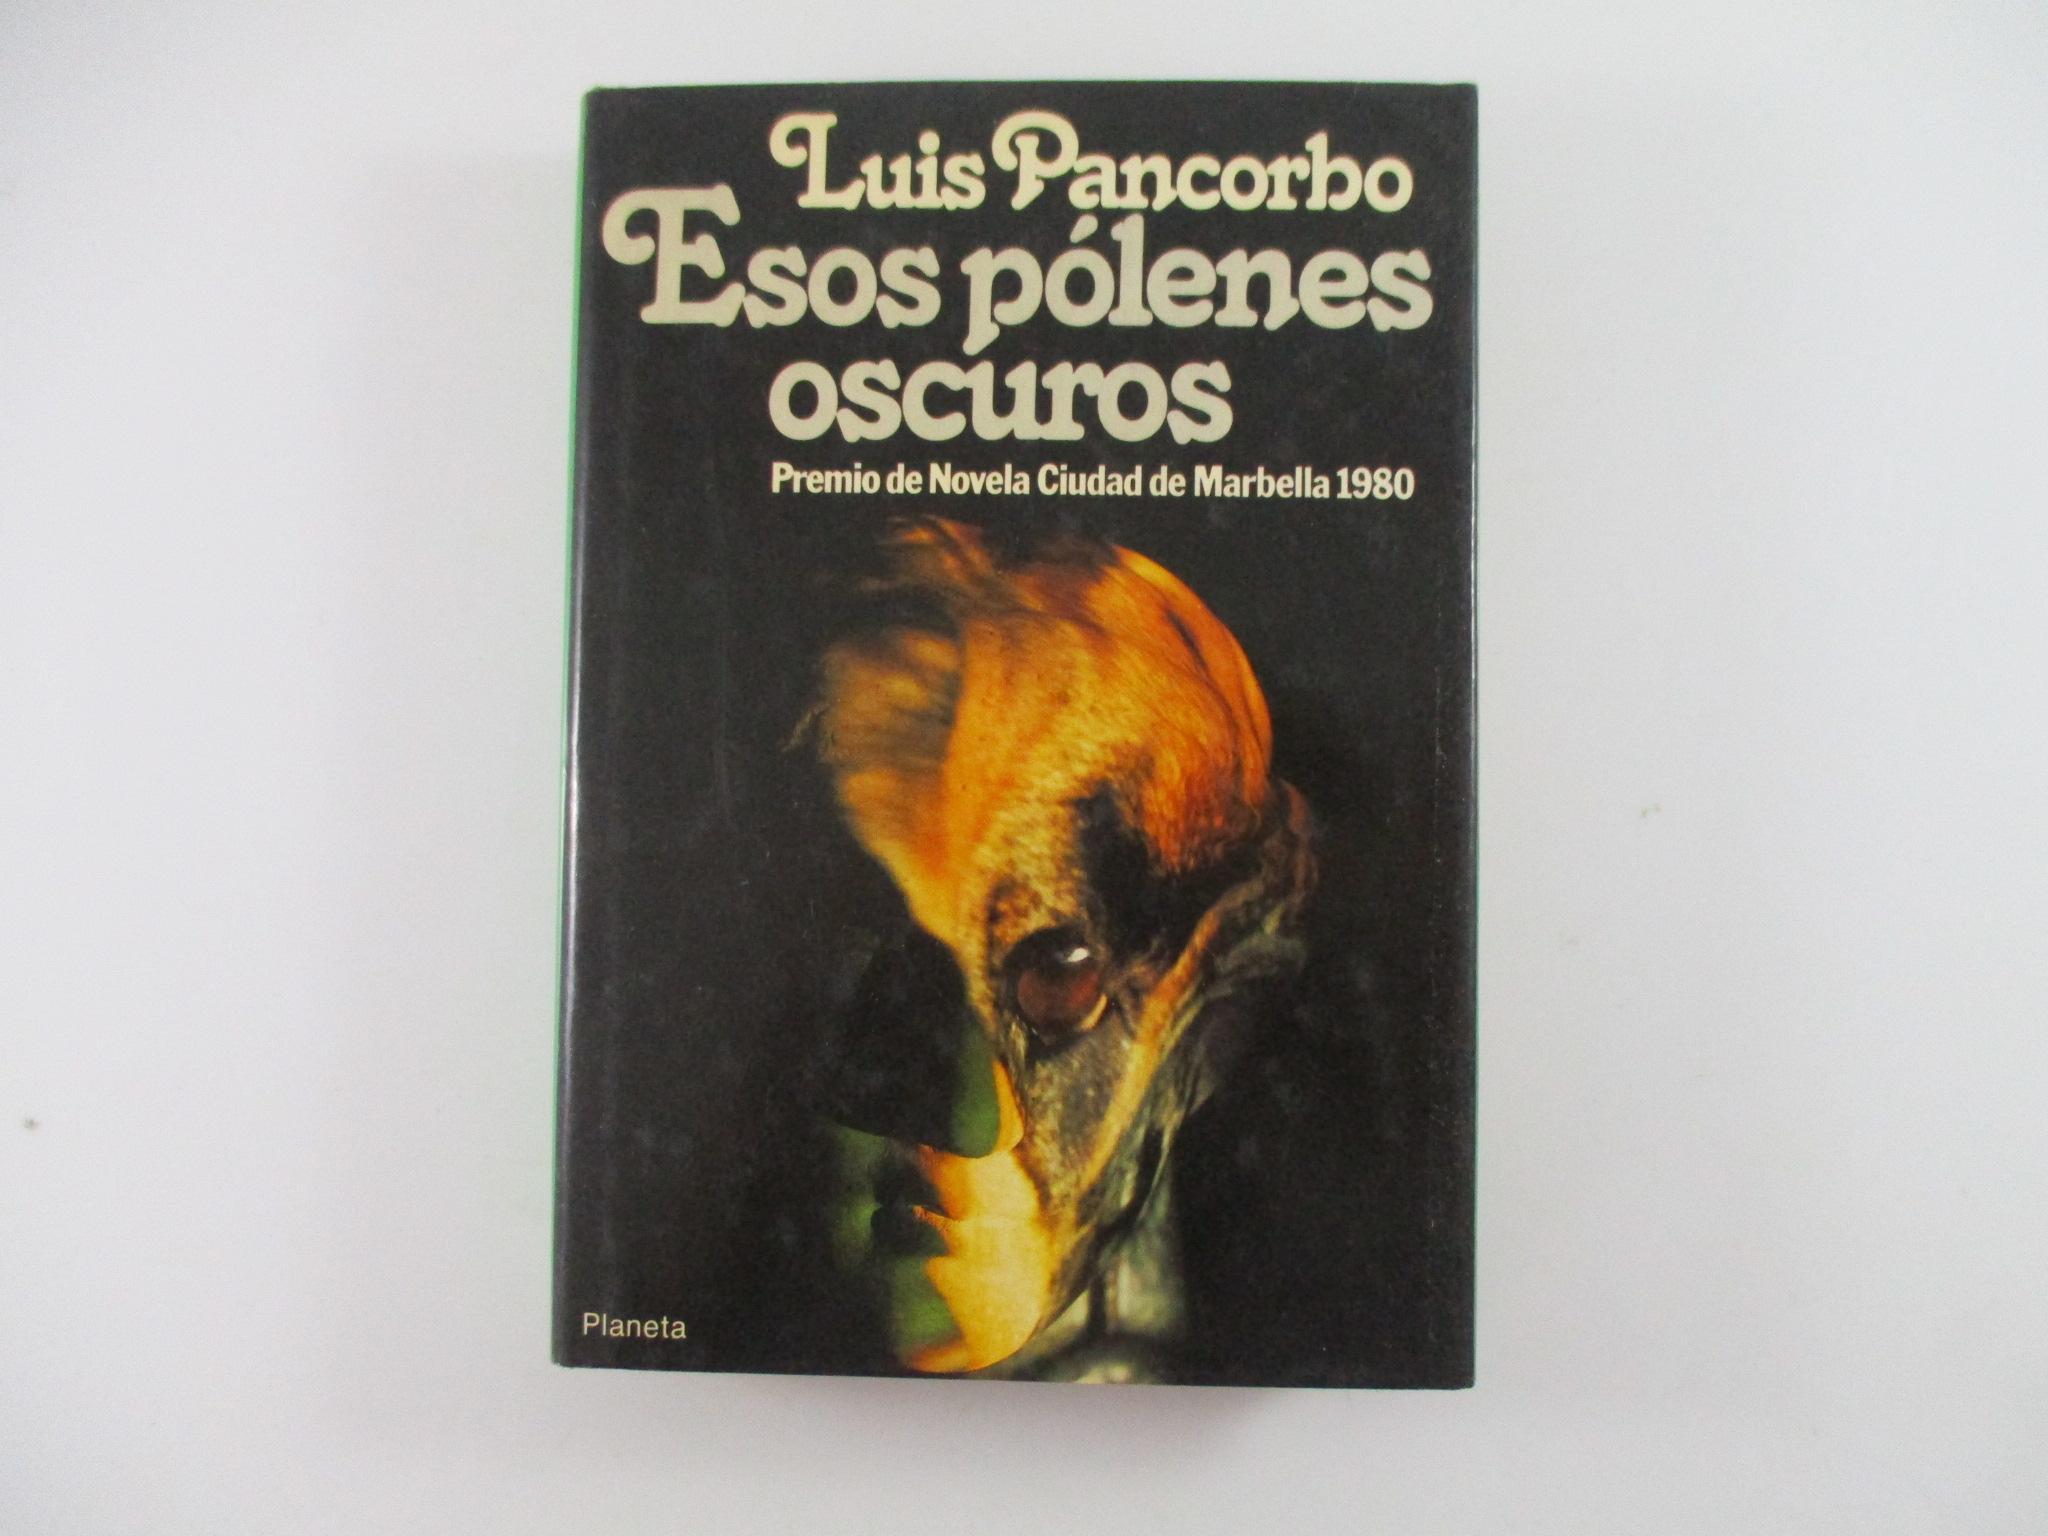 Luis Pancorbo
Esos pólenes
oscuros
Premio de Novela Ciudad de Marbella 1980
Planeta